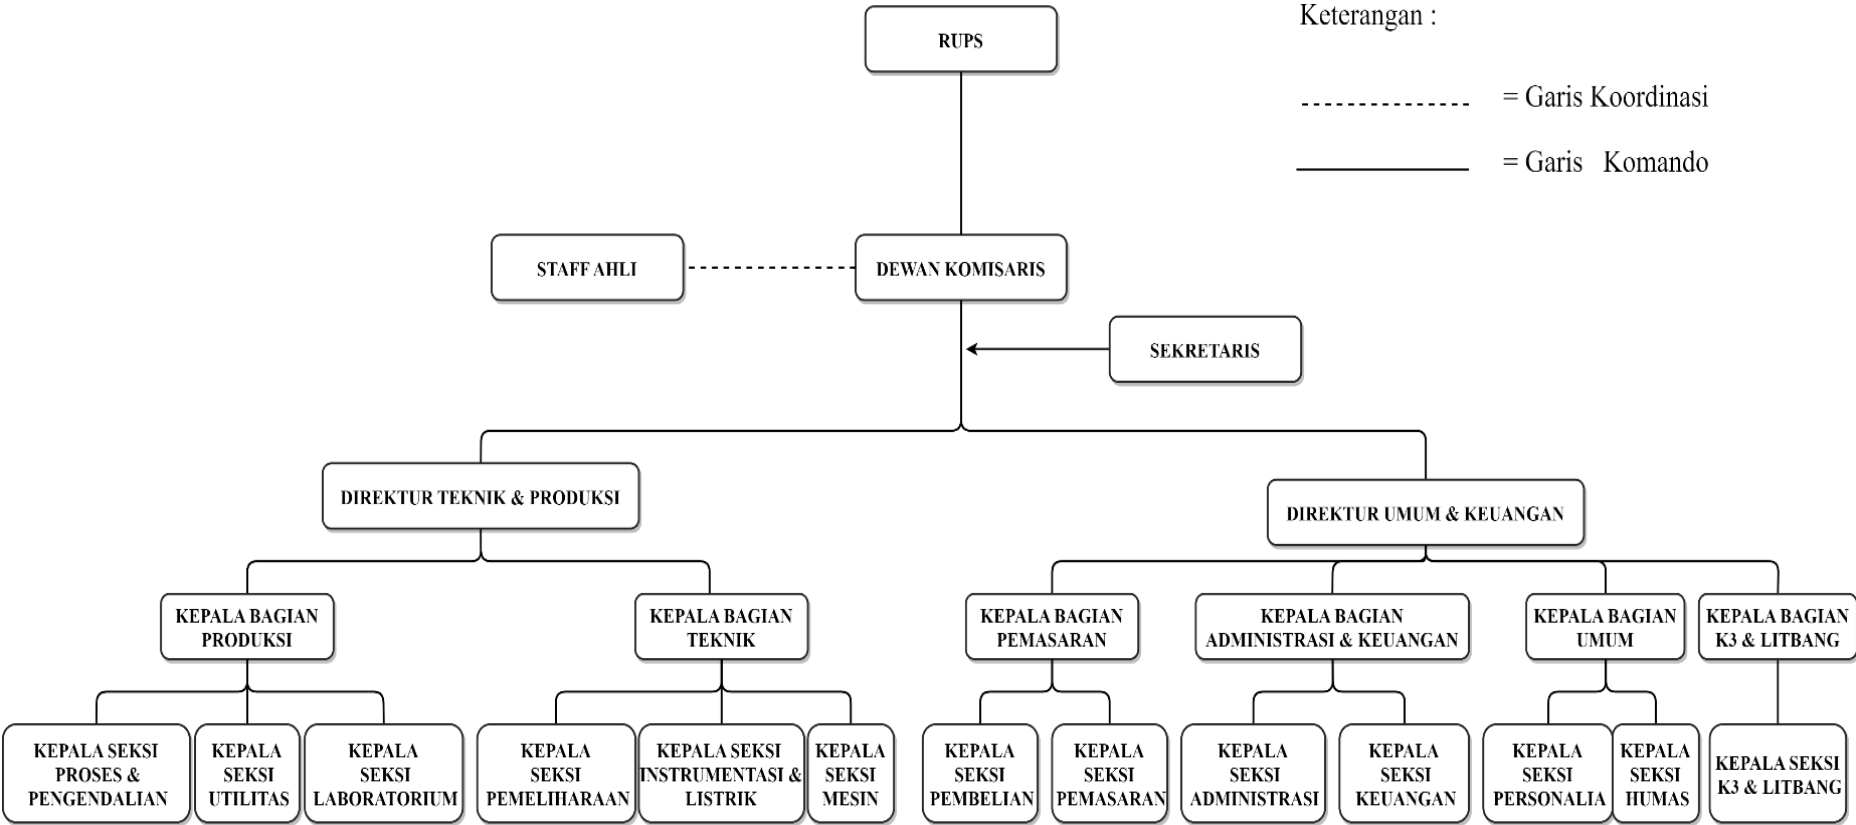 RUPS
Keterangan :
= Garis Koordinasi
= Garis Komando
STAFF AHLI
DEWAN KOMISARIS
SEKRETARIS
DIREKTUR TEKNIK & PRODUKSI
DIREKTUR UMUM & KEUANGAN
KEPALA BAGIAN
PRODUKSI
KEPALA BAGIAN
TEKNIK
KEPALA BAGIAN
PEMASARAN
KEPALA BAGIAN
ADMINISTRASI & KEUANGAN
KEPALA BAGIAN
UMUM
KEPALA BAGIAN
K3 & LITBANG
KEPALA SEKSI
PROSES &
PENGENDALIAN
KEPALA
SEKSI
UTILITAS
KEPALA
SEKSI
LABORATORIUM
KEPALA
SEKSI
PEMELIHARAAN
KEPALA SEKSI
INSTRUMENTASI &
LISTRIK
KEPALA
SEKSI
MESIN
KEPALA
SEKSI
PEMBELIAN
KEPALA
SEKSI
PEMASARAN
KEPALA
SEKSI
ADMINISTRASI
KEPALA
SEKSI
KEUANGAN
KEPALA
SEKSI
PERSONALIA
KEPALA
SEKSI
HUMAS
KEPALA SEKSI
K3 & LITBANG